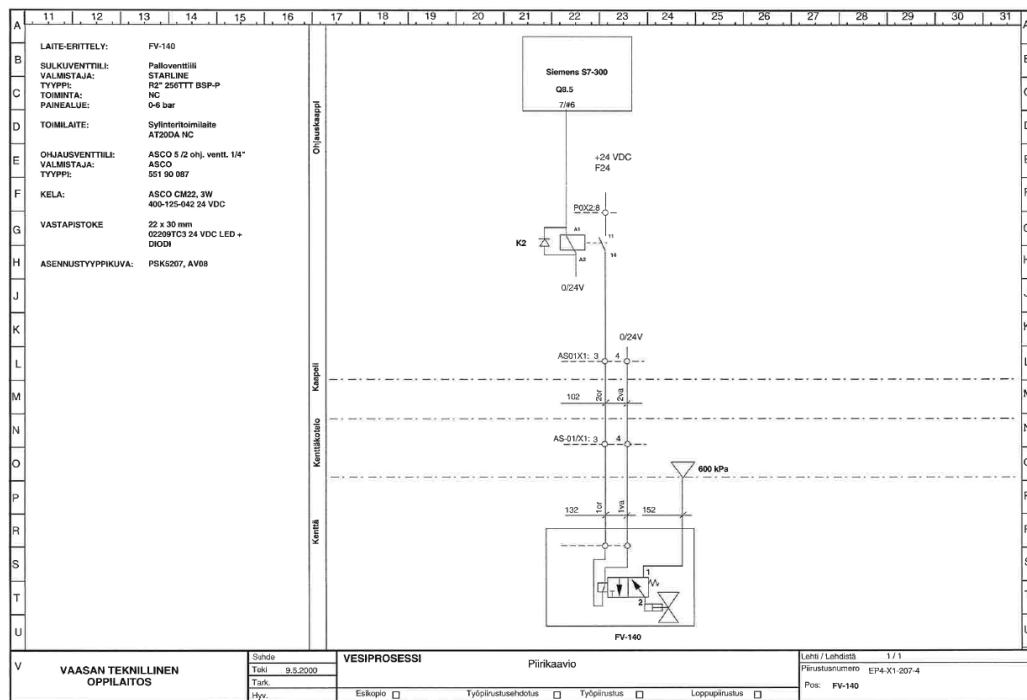 11 12 13 14 15 16 17 18 19 20 21 22 23 24 25 26 27 28 29 30 31
A
B
C
D
E
F
G
H
J
K
L
M
N
O
P
R
S
T
U
V
LAITE-ERITTELY: FV-140
SULKUVENTTIILI: Palloventtiili
VALMISTAJA: STARLINE
TYYPPI: R2" 256TTT BSP-P
TOIMINTA: NC
PAINEALUE: 0-6 bar
TOIMILAITE: Sylinteritoimilaite
AT20DA NC
OHJAUSVENTTIILI: ASCO 5 /2 ohj. ventt. 1/4"
VALMISTAJA: ASCO
TYYPPI: 551 90 087
KELA: ASCO CM22, 3W
400-125-042 24 VDC
VASTAPISTOKE 22 x 30 mm
02209TC3 24 VDC LED +
DIODI
ASENNUSTYYPPIKUVA: PSK5207, AV08
Ohjauskaappi
Kaapeli
Kenttäkotelo
Kenttä
Siemens S7-300
Q8.5
7/#6
+24 VDC
F24
P0X2:8
K2
A1
A2
11
14
0/24V
0/24V
AS01X1: 3 4
102 2or 2va
AS-01/X1: 3 4
600 kPa
132 1or 1va 152
1
2
FV-140
VAASAN TEKNILLINEN
OPPILAITOS
Suhde
Teki 9.5.2000
Tark.
Hyv.
VESIPROSESSI
Piirikaavio
Esikopio
Työpiirustusehdotus
Työpiirustus
Loppupiirustus
Lehti / Lehdistä 1 / 1
Piirustusnumero EP4-X1-207-4
Pos: FV-140